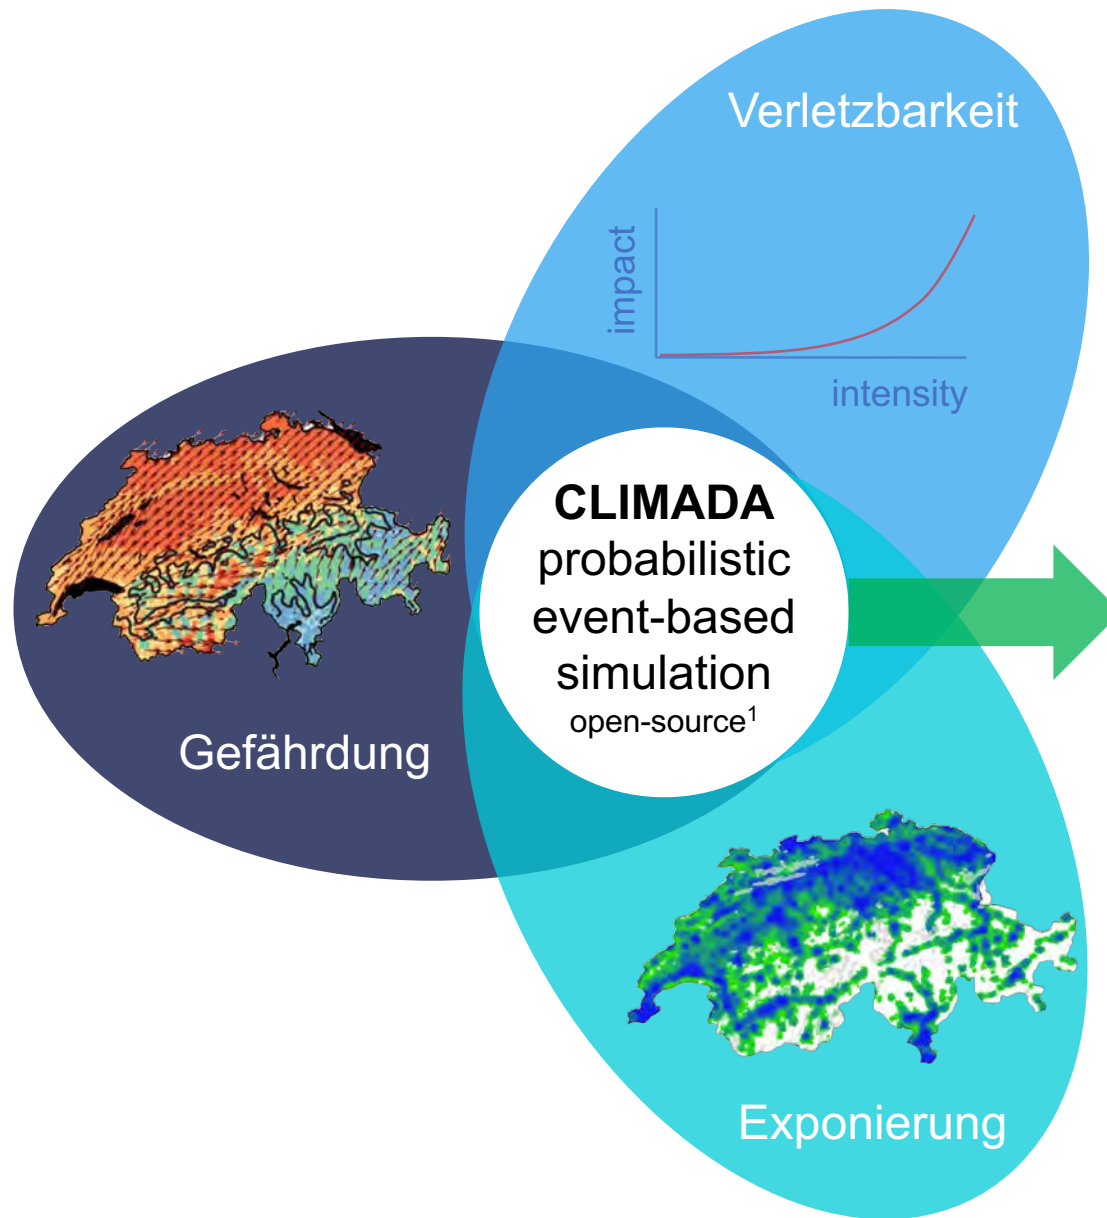 Verletzbarkeit
impact
intensity
CLIMADA
probabilistic
event-based
simulation
open-source¹
Gefährdung
Exponierung